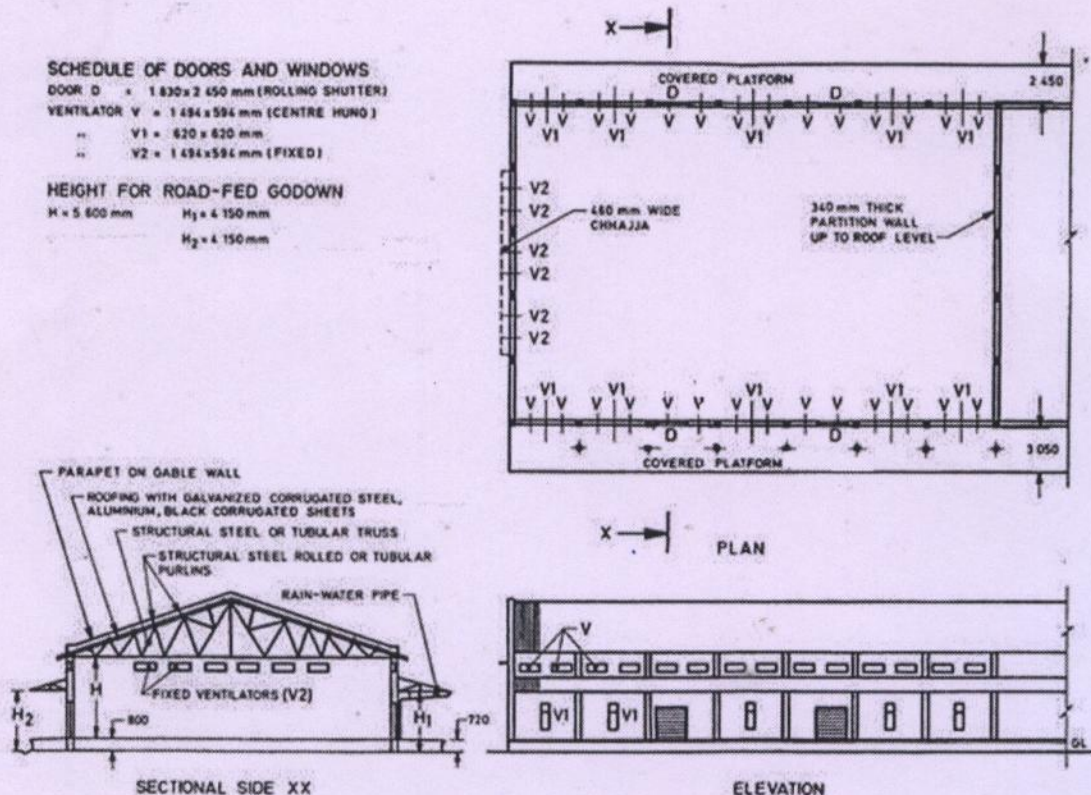 SCHEDULE OF DOORS AND WINDOWS
DOOR D = 1 830 x 2 450 mm (ROLLING SHUTTER)
VENTILATOR V = 1 494 x 594 mm (CENTRE HUNG)
" V1 = 620 x 620 mm
" V2 = 1 494 x 594 mm (FIXED)
HEIGHT FOR ROAD-FED GODOWN
H = 5 600 mm H1 = 4 150 mm
H2 = 4 150 mm
X
COVERED PLATFORM
2 450
D D
V V V V V V V V V V V V V V
V1 V1 V1 V1 V1
V2
V2
V2
V2
V2
V2
460 mm WIDE
CHHAJJA
340 mm THICK
PARTITION WALL
UP TO ROOF LEVEL
V1 V1 V1 V1 V1
V V V V V V V V V V V V V V
D D
COVERED PLATFORM
3 050
X
PLAN
PARAPET ON GABLE WALL
ROOFING WITH GALVANIZED CORRUGATED STEEL,
ALUMINIUM, BLACK CORRUGATED SHEETS
STRUCTURAL STEEL OR TUBULAR TRUSS
STRUCTURAL STEEL ROLLED OR TUBULAR
PURLINS
RAIN-WATER PIPE
H
FIXED VENTILATORS (V2)
H2
H1
800
720
SECTIONAL SIDE XX
V
V1
V1
GL
ELEVATION